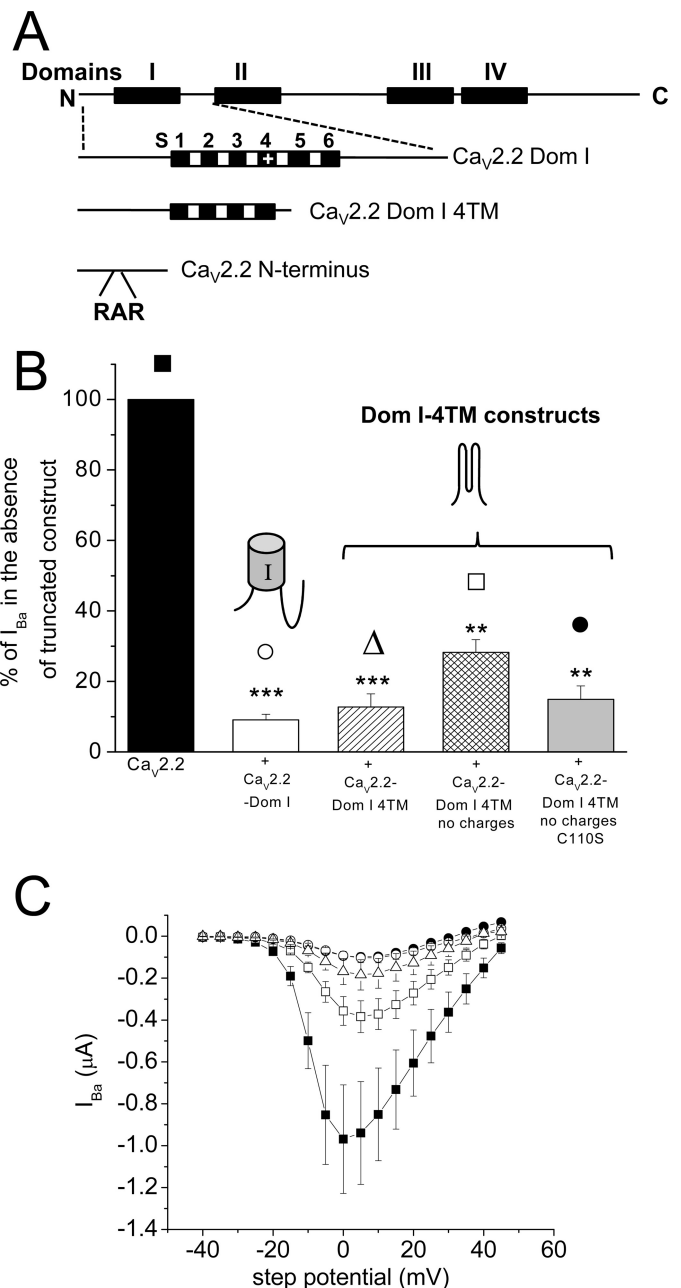 A
Domains I II III IV
N C
S 1 2 3 4 5 6
+
CaV2.2 Dom I
CaV2.2 Dom I 4TM
CaV2.2 N-terminus
RAR
B
% of IBa in the absence
of truncated construct
100
80
60
40
20
0
Dom I-4TM constructs
I
***
***
**
**
CaV2.2
+
CaV2.2
-Dom I
+
CaV2.2-
Dom I 4TM
+
CaV2.2-
Dom I 4TM
no charges
+
CaV2.2-
Dom I 4TM
no charges
C110S
C
IBa (μA)
0.0
-0.2
-0.4
-0.6
-0.8
-1.0
-1.2
-1.4
-40 -20 0 20 40 60
step potential (mV)